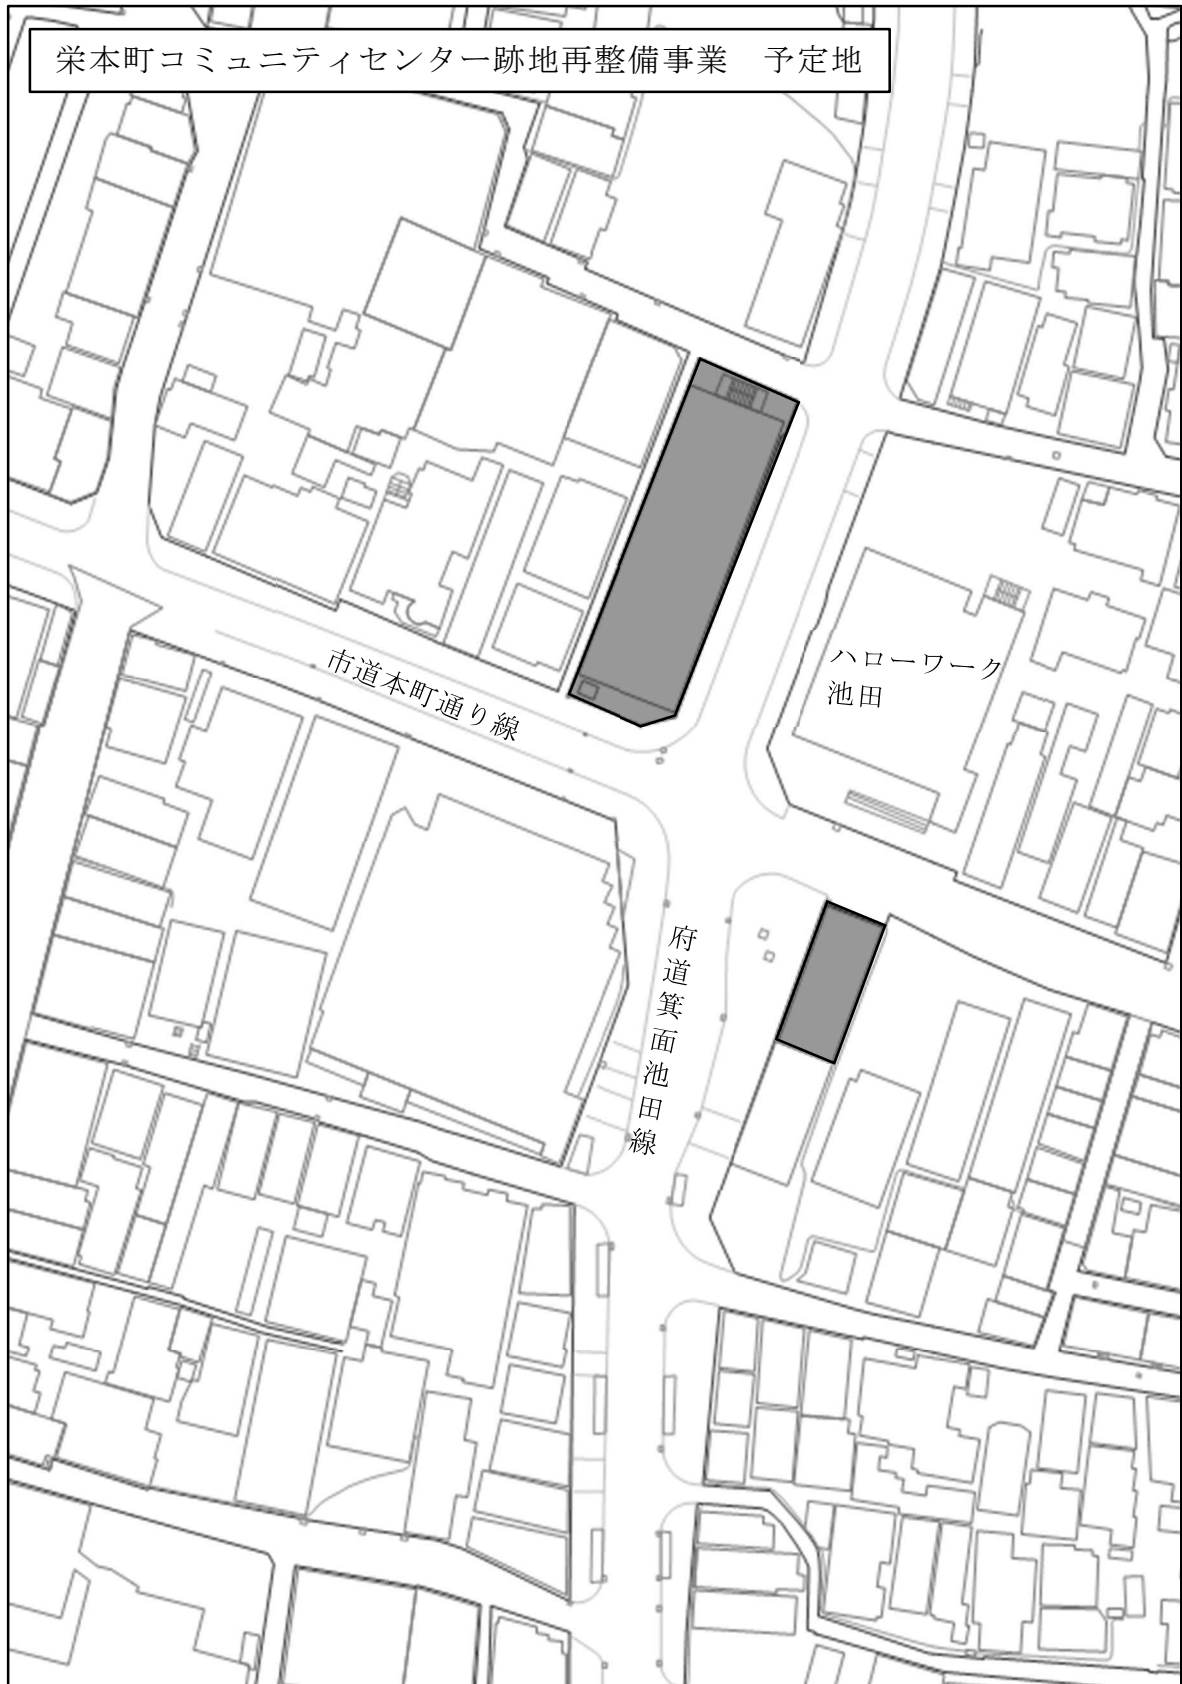 栄本町コミュニティセンター跡地再整備事業　予定地
市道本町通り線
ハローワーク
池田
府道箕面池田線